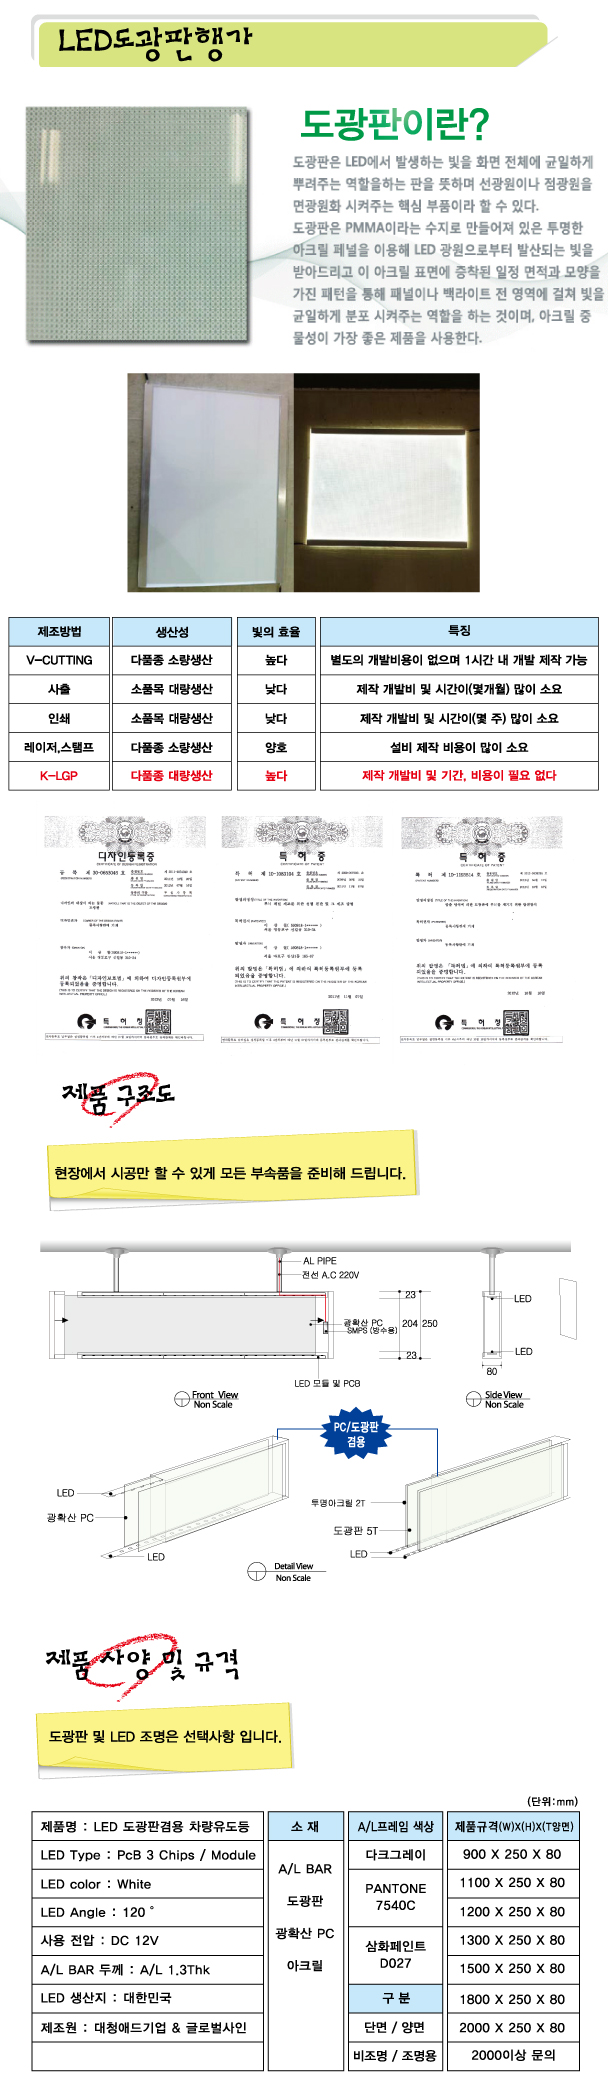 LED도광판행가
도광판이란?
도광판은 LED에서 발생하는 빛을 화면 전체에 균일하게
뿌려주는 역할을하는 판을 뜻하며 선광원이나 점광원을
면광원화 시켜주는 핵심 부품이라 할 수 있다.
도광판은 PMMA이라는 수지로 만들어져 있은 투명한
아크릴 페널을 이용해 LED 광원으로부터 발산되는 빛을
받아드리고 이 아크릴 표면에 증착된 일정 면적과 모양을
가진 패턴을 통해 패널이나 백라이트 전 영역에 걸쳐 빛을
균일하게 분포 시켜주는 역할을 하는 것이며, 아크릴 중
물성이 가장 좋은 제품을 사용한다.
제조방법 생산성 빛의 효율 특징
V-CUTTING 다품종 소량생산 높다 별도의 개발비용이 없으며 1시간 내 개발 제작 가능
사출 소품목 대량생산 낮다 제작 개발비 및 시간이(몇개월) 많이 소요
인쇄 소품목 대량생산 낮다 제작 개발비 및 시간이(몇 주) 많이 소요
레이저,스탬프 다품종 소량생산 양호 설비 제작 비용이 많이 소요
K-LGP 다품종 대량생산 높다 제작 개발비 및 기간, 비용이 필요 없다
디자인등록증 특 허 증 특 허 증
특 허 청 특 허 청 특 허 청
제품 구조도
현장에서 시공만 할 수 있게 모든 부속품을 준비해 드립니다.
AL PIPE
전선 A.C 220V
23
광확산 PC
SMPS (방수용)
204 250
23
LED 모듈 및 PCB
LED
LED
80
Front View
Non Scale
Side View
Non Scale
PC/도광판
겸용
LED
광확산 PC
LED
투명아크릴 2T
도광판 5T
LED
Detail View
Non Scale
제품 사양 및 규격
도광판 및 LED 조명은 선택사항 입니다.
(단위:mm)
제품명 : LED 도광판겸용 차량유도등
LED Type : PcB 3 Chips / Module
LED color : White
LED Angle : 120˚
사용 전압 : DC 12V
A/L BAR 두께 : A/L 1.3Thk
LED 생산지 : 대한민국
제조원 : 대청애드기업 & 글로벌사인
소 재
A/L BAR
도광판
광확산 PC
아크릴
A/L프레임 색상
다크그레이
PANTONE
7540C
삼화페인트
D027
구 분
단면 / 양면
비조명 / 조명용
제품규격(W)X(H)X(T양면)
900 X 250 X 80
1100 X 250 X 80
1200 X 250 X 80
1300 X 250 X 80
1500 X 250 X 80
1800 X 250 X 80
2000 X 250 X 80
2000이상 문의